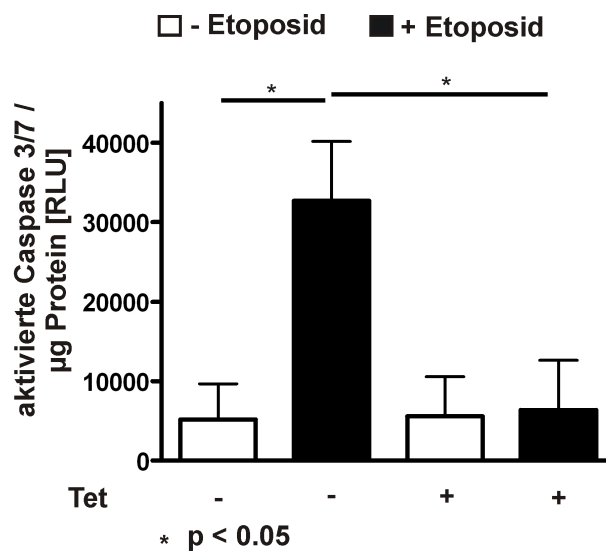 - Etoposid + Etoposid
* *
aktivierte Caspase 3/7 /
µg Protein [RLU]
40000
30000
20000
10000
0
Tet - - + +
* p < 0.05